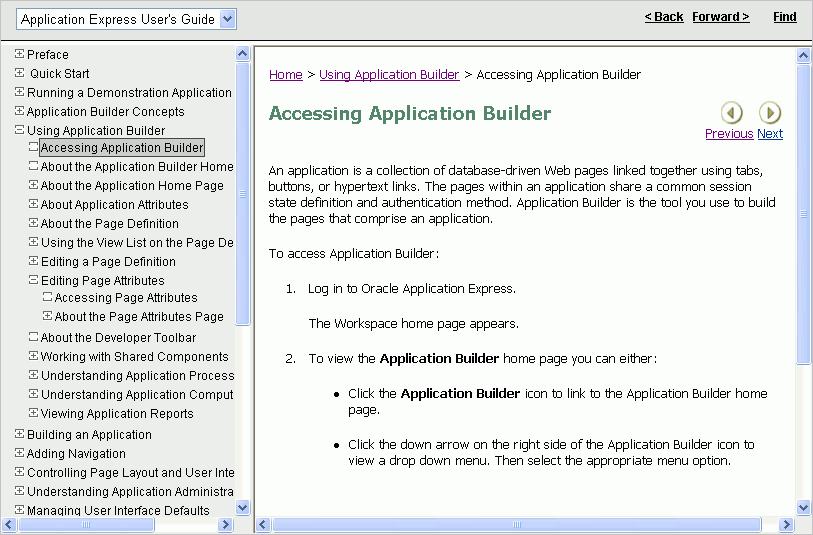 Application Express User's Guide
< Back Forward > Find
Preface
Quick Start
Running a Demonstration Application
Application Builder Concepts
Using Application Builder
Accessing Application Builder
About the Application Builder Home
About the Application Home Page
About Application Attributes
About the Page Definition
Using the View List on the Page De
Editing a Page Definition
Editing Page Attributes
Accessing Page Attributes
About the Page Attributes Page
About the Developer Toolbar
Working with Shared Components
Understanding Application Process
Understanding Application Comput
Viewing Application Reports
Building an Application
Adding Navigation
Controlling Page Layout and User Inte
Understanding Application Administra
Managing User Interface Defaults
Home > Using Application Builder > Accessing Application Builder
Accessing Application Builder
Previous Next
An application is a collection of database-driven Web pages linked together using tabs,
buttons, or hypertext links. The pages within an application share a common session
state definition and authentication method. Application Builder is the tool you use to build
the pages that comprise an application.
To access Application Builder:
1. Log in to Oracle Application Express.
The Workspace home page appears.
2. To view the Application Builder home page you can either:
• Click the Application Builder icon to link to the Application Builder home
page.
• Click the down arrow on the right side of the Application Builder icon to
view a drop down menu. Then select the appropriate menu option.